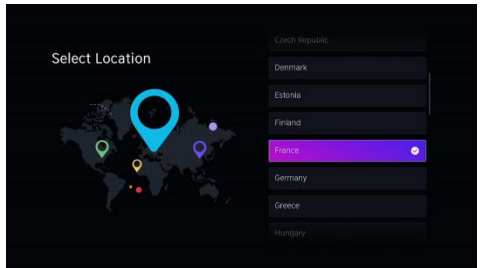 Select Location
Czech Republic
Denmark
Estonia
Finland
France
Germany
Greece
Hungary